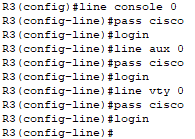 R3(config)#line console 0
R3(config-line)#pass cisco
R3(config-line)#login
R3(config-line)#line aux 0
R3(config-line)#pass cisco
R3(config-line)#login
R3(config-line)#line vty 0
R3(config-line)#pass cisco
R3(config-line)#login
R3(config-line)#